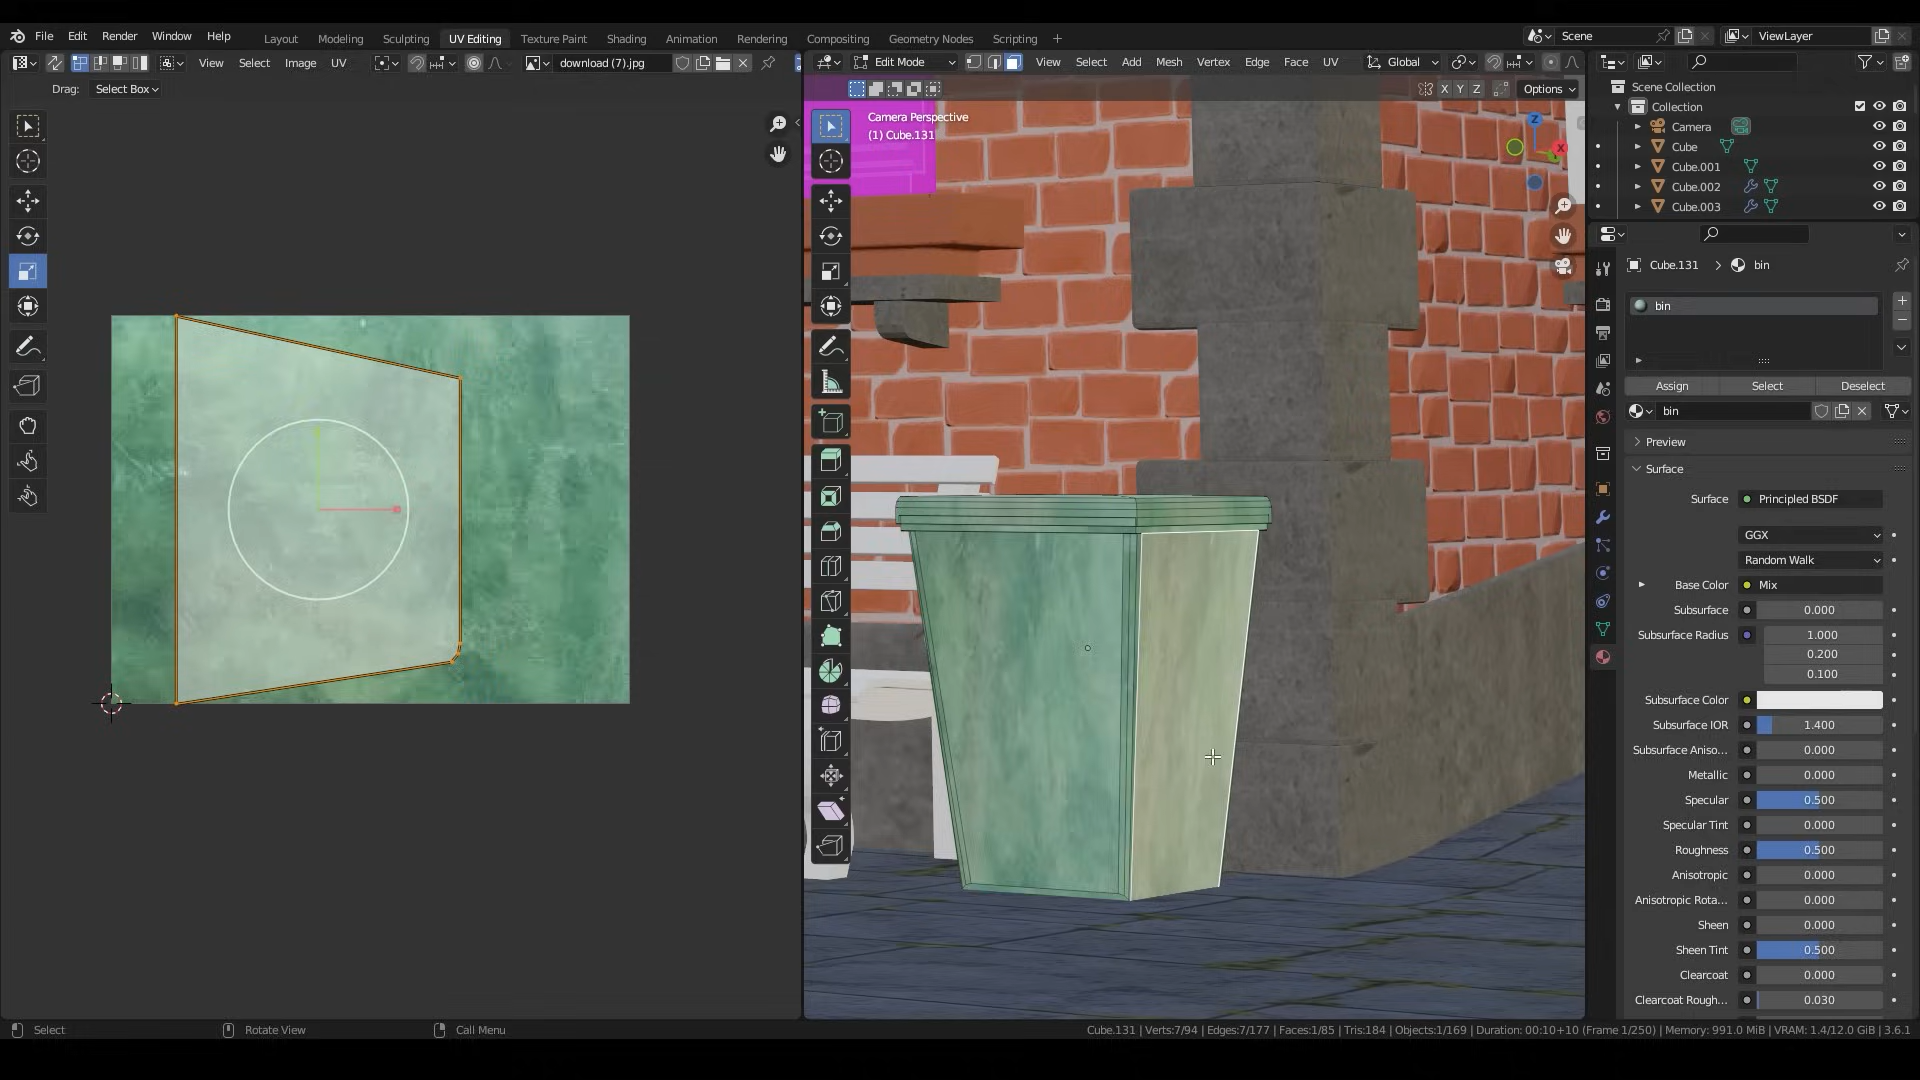 File Edit Render Window Help Layout Modeling Sculpting UV Editing Texture Paint Shading Animation Rendering Compositing Geometry Nodes Scripting + Scene ViewLayer
View Select Image UV download (7).jpg Edit Mode View Select Add Mesh Vertex Edge Face UV Global
Drag: Select Box X Y Z Options
Scene Collection
Collection
Camera
Cube
Cube.001
Cube.002
Cube.003
Camera Perspective
(1) Cube.131
Z
X
Cube.131 > bin
bin
Assign Select Deselect
bin
Preview
Surface
Surface Principled BSDF
GGX
Random Walk
Base Color Mix
Subsurface 0.000
Subsurface Radius 1.000
0.200
0.100
Subsurface Color
Subsurface IOR 1.400
Subsurface Aniso... 0.000
Metallic 0.000
Specular 0.500
Specular Tint 0.000
Roughness 0.500
Anisotropic 0.000
Anisotropic Rota... 0.000
Sheen 0.000
Sheen Tint 0.500
Clearcoat 0.000
Clearcoat Rough... 0.030
Select Rotate View Call Menu Cube.131 | Verts:7/94 | Edges:7/177 | Faces:1/85 | Tris:184 | Objects:1/169 | Duration: 00:10+10 (Frame 1/250) | Memory: 991.0 MiB | VRAM: 1.4/12.0 GiB | 3.6.1